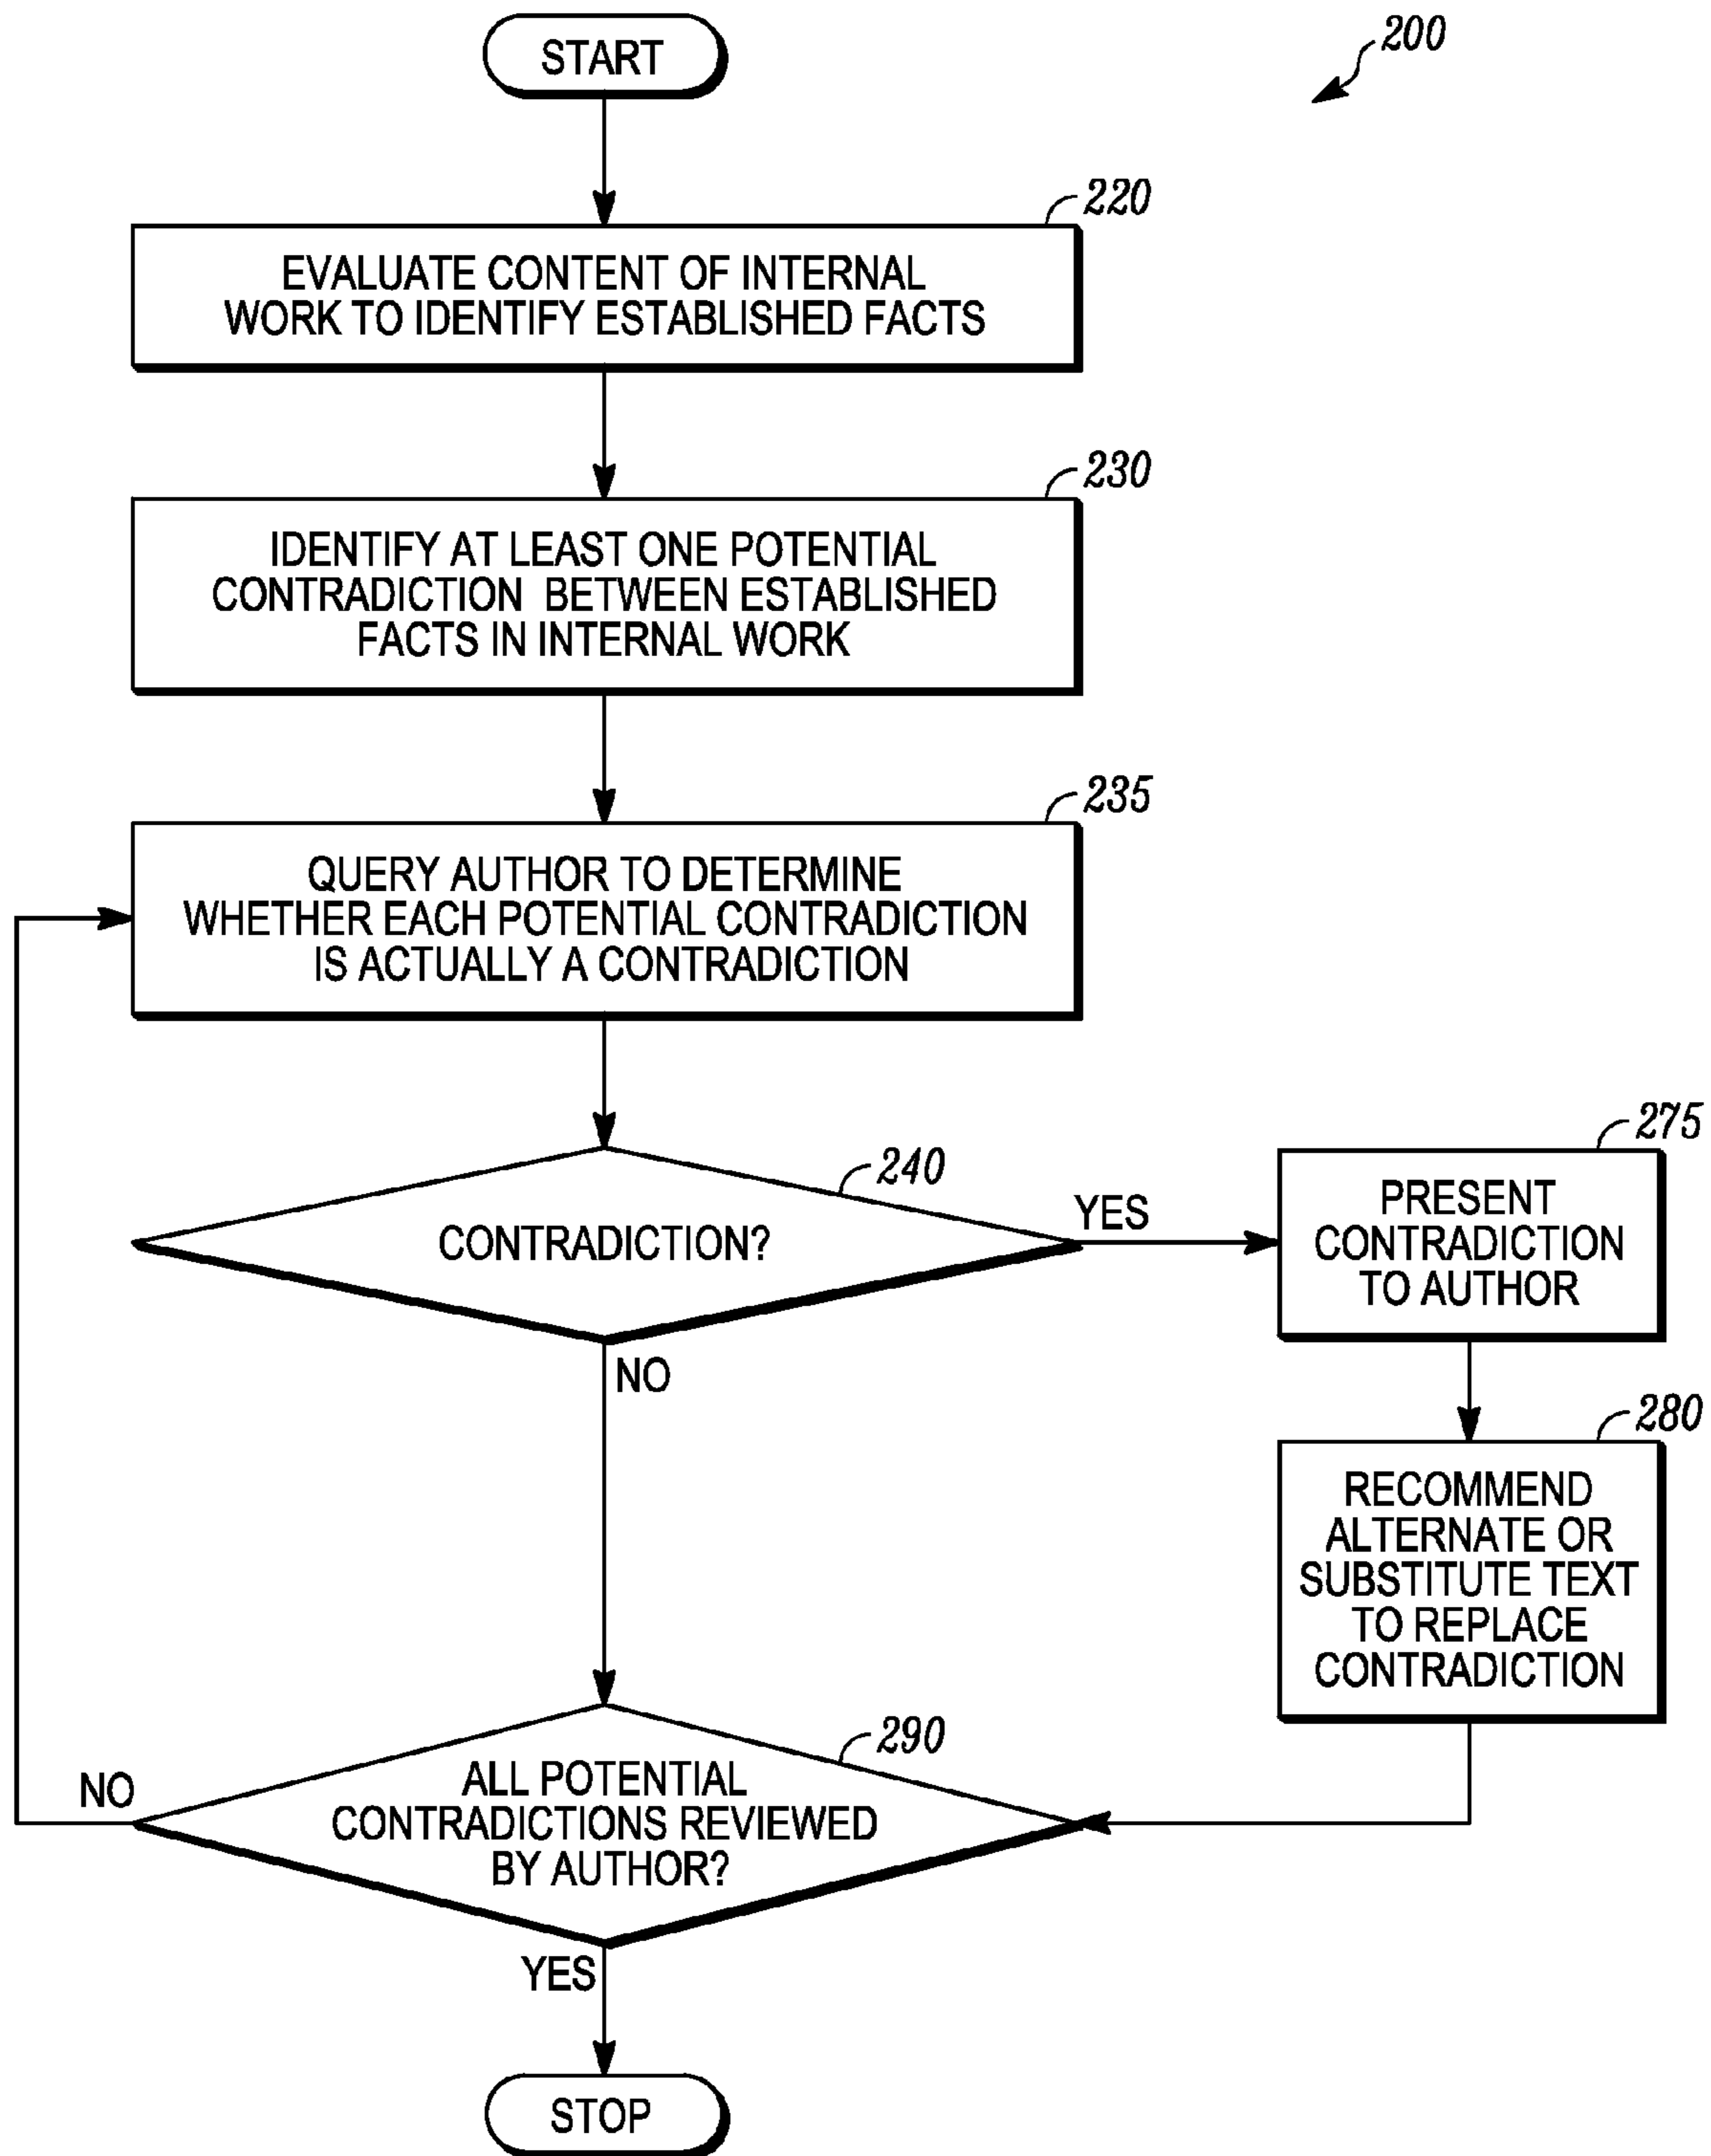 START
200
220
EVALUATE CONTENT OF INTERNAL
WORK TO IDENTIFY ESTABLISHED FACTS
230
IDENTIFY AT LEAST ONE POTENTIAL
CONTRADICTION BETWEEN ESTABLISHED
FACTS IN INTERNAL WORK
235
QUERY AUTHOR TO DETERMINE
WHETHER EACH POTENTIAL CONTRADICTION
IS ACTUALLY A CONTRADICTION
240
CONTRADICTION?
YES
NO
275
PRESENT
CONTRADICTION
TO AUTHOR
280
RECOMMEND
ALTERNATE OR
SUBSTITUTE TEXT
TO REPLACE
CONTRADICTION
290
ALL POTENTIAL
CONTRADICTIONS REVIEWED
BY AUTHOR?
NO
YES
STOP